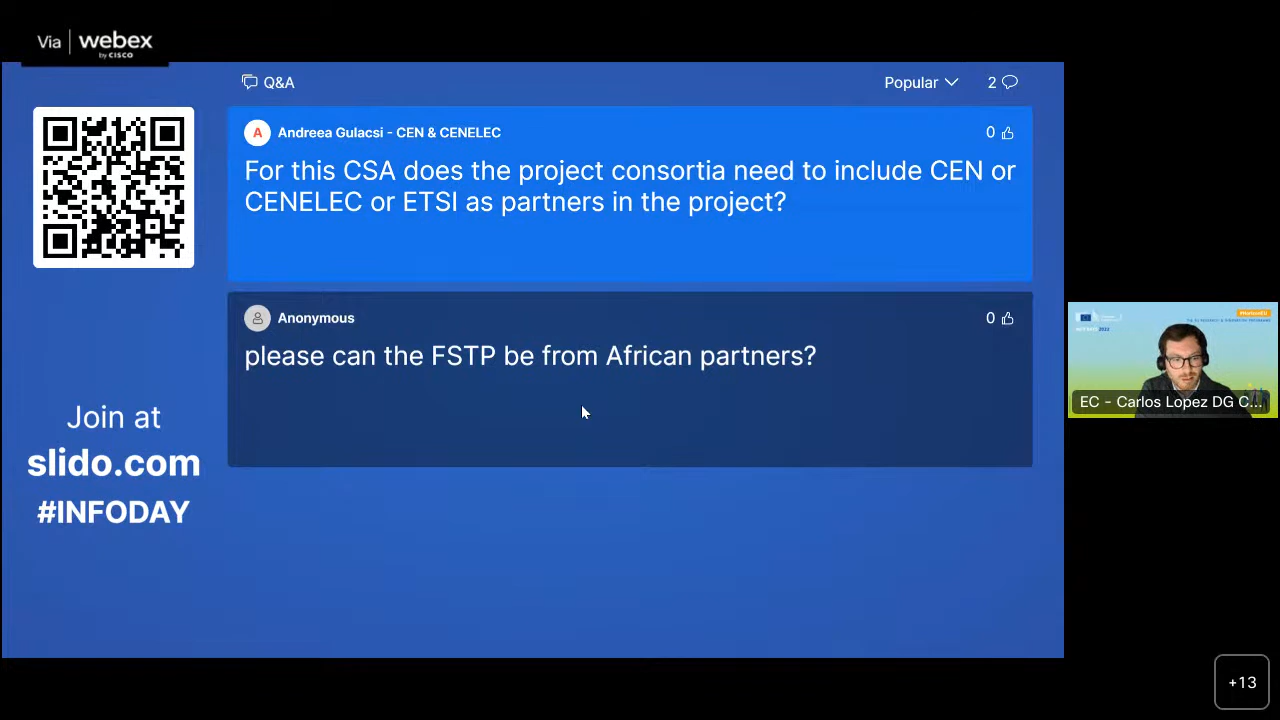 Via webex
by CISCO
Q&A
Popular
2
A
Andreea Gulacsi - CEN & CENELEC
0
For this CSA does the project consortia need to include CEN or
CENELEC or ETSI as partners in the project?
Anonymous
0
please can the FSTP be from African partners?
Join at
slido.com
#INFODAY
#HorizonEU
EC - Carlos Lopez DG C...
+13